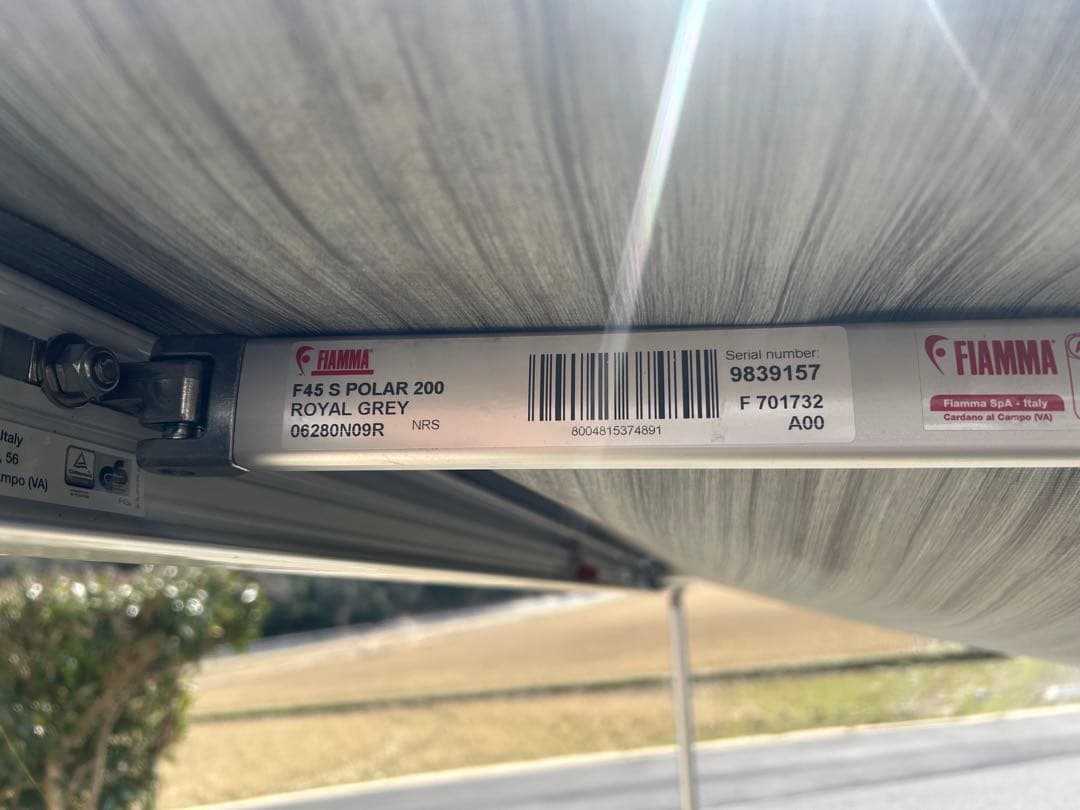 FIAMMA
F45 S POLAR 200
ROYAL GREY
06280N09R NRS
8004815374891
Serial number:
9839157
F 701732
A00
FIAMMA
Fiamma SpA - Italy
Cardano al Campo (VA)
Italy
56
mpo (VA)